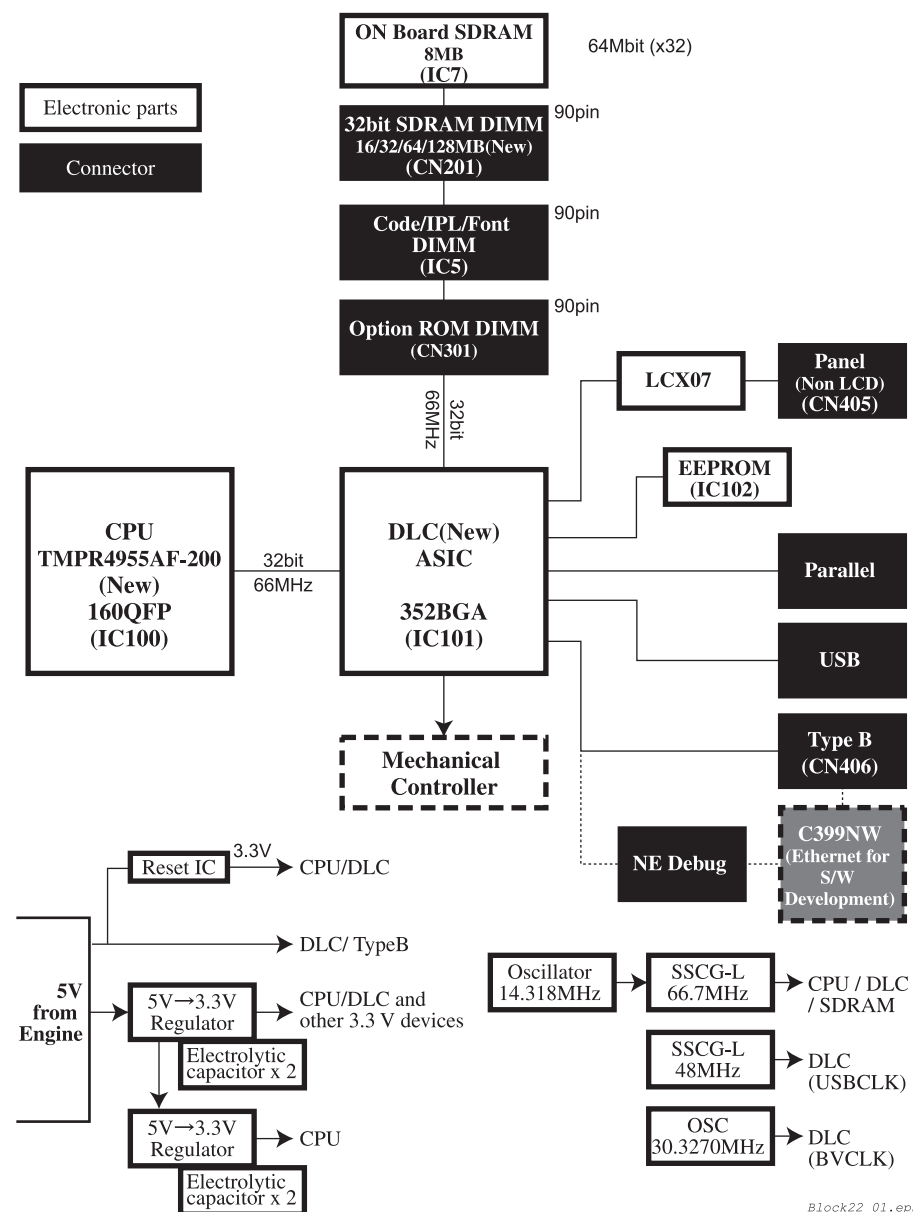 ON Board SDRAM
8MB
(IC7)
64Mbit (x32)
Electronic parts
Connector
90pin
32bit SDRAM DIMM
16/32/64/128MB(New)
(CN201)
90pin
Code/IPL/Font
DIMM
(IC5)
90pin
Option ROM DIMM
(CN301)
32bit
66MHz
LCX07
Panel
(Non LCD)
(CN405)
EEPROM
(IC102)
CPU
TMPR4955AF-200
(New)
160QFP
(IC100)
32bit
66MHz
DLC(New)
ASIC
352BGA
(IC101)
Parallel
USB
Type B
(CN406)
Mechanical
Controller
NE Debug
C399NW
(Ethernet for
S/W
Development)
Reset IC
3.3V
CPU/DLC
DLC/ TypeB
5V
from
Engine
5V→3.3V
Regulator
CPU/DLC and
other 3.3 V devices
Electrolytic
capacitor x 2
5V→3.3V
Regulator
CPU
Electrolytic
capacitor x 2
Oscillator
14.318MHz
SSCG-L
66.7MHz
CPU / DLC
/ SDRAM
SSCG-L
48MHz
DLC
(USBCLK)
OSC
30.3270MHz
DLC
(BVCLK)